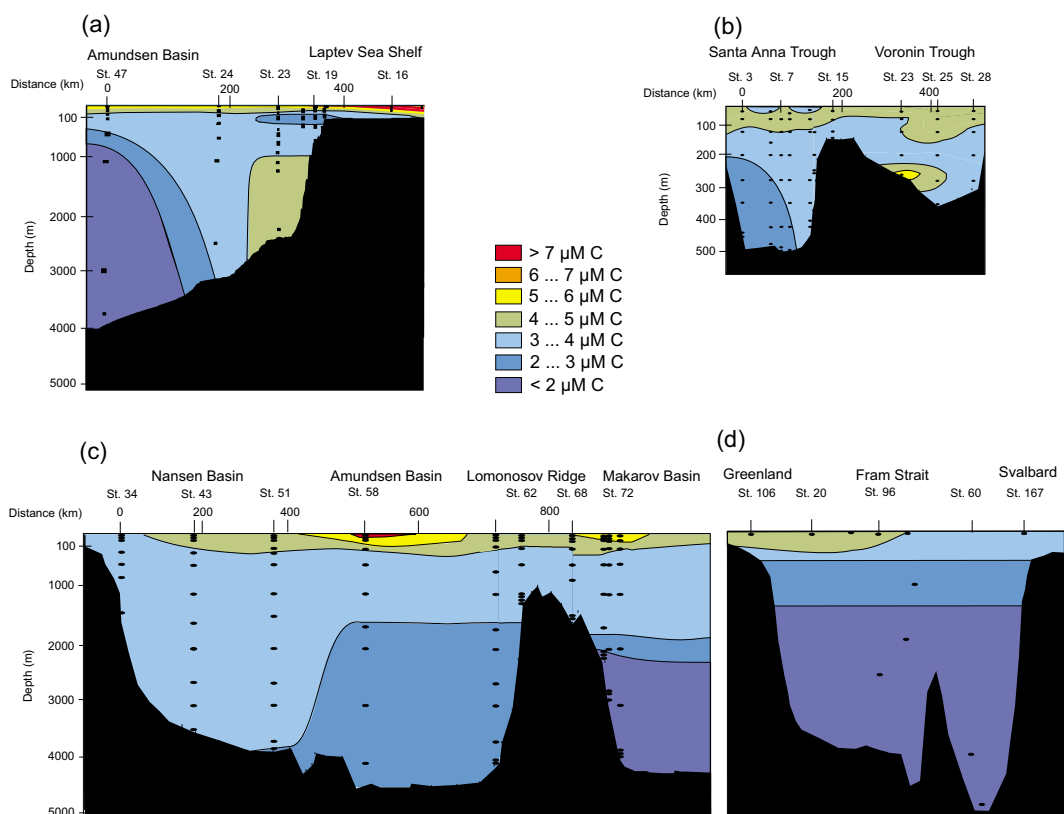 (a)
Amundsen Basin Laptev Sea Shelf
St. 47 St. 24 St. 23 St. 19 St. 16
Distance (km) 0 200 400
100
1000
2000
3000
4000
5000
Depth (m)
(b)
Santa Anna Trough Voronin Trough
St. 3 St. 7 St. 15 St. 23 St. 25 St. 28
Distance (km) 0 200 400
100
200
300
400
500
Depth (m)
> 7 µM C
6 ... 7 µM C
5 ... 6 µM C
4 ... 5 µM C
3 ... 4 µM C
2 ... 3 µM C
< 2 µM C
(c)
Nansen Basin Amundsen Basin Lomonosov Ridge Makarov Basin
St. 34 St. 43 St. 51 St. 58 St. 62 St. 68 St. 72
Distance (km) 0 200 400 600 800
100
1000
2000
3000
4000
5000
Depth (m)
(d)
Greenland Fram Strait Svalbard
St. 106 St. 20 St. 96 St. 60 St. 167